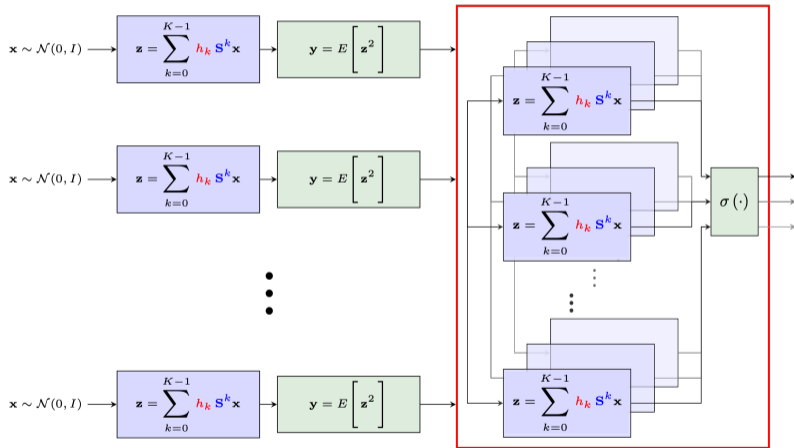 x ∼ 𝒩(0, I) z = ∑_{k=0}^{K−1} h_k S^k x y = E[z²]
z = ∑_{k=0}^{K−1} h_k S^k x
x ∼ 𝒩(0, I) z = ∑_{k=0}^{K−1} h_k S^k x y = E[z²]
z = ∑_{k=0}^{K−1} h_k S^k x
σ (·)
x ∼ 𝒩(0, I) z = ∑_{k=0}^{K−1} h_k S^k x y = E[z²]
z = ∑_{k=0}^{K−1} h_k S^k x